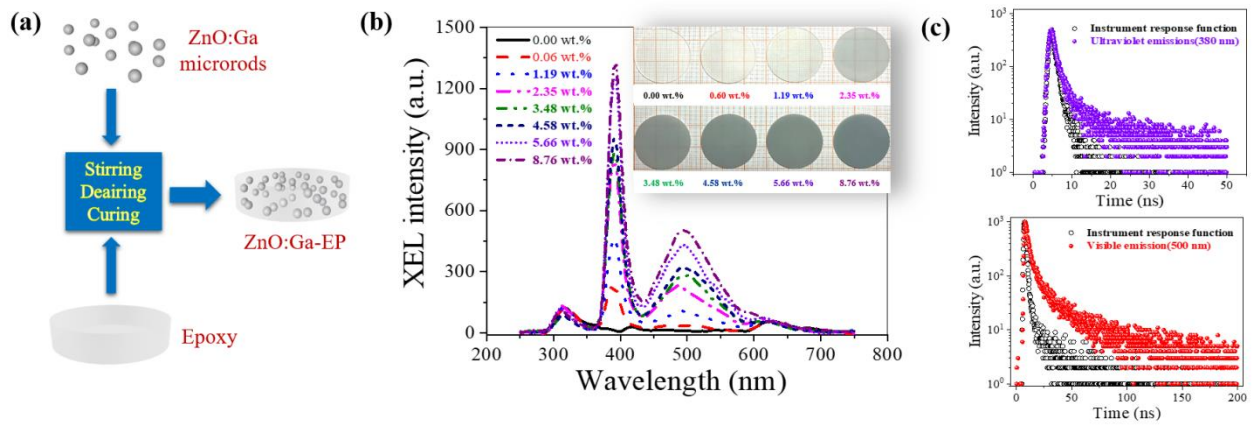 (a)
ZnO:Ga
microrods
Stirring
Deairing
Curing
ZnO:Ga-EP
Epoxy
(b)
XEL intensity (a.u.)
1500
1200
900
600
300
0
0.00 wt.%
0.06 wt.%
1.19 wt.%
2.35 wt.%
3.48 wt.%
4.58 wt.%
5.66 wt.%
8.76 wt.%
0.00 wt.% 0.60 wt.% 1.19 wt.% 2.35 wt.%
3.48 wt.% 4.58 wt.% 5.66 wt.% 8.76 wt.%
200 300 400 500 600 700 800
Wavelength (nm)
(c)
Intensity (a.u.)
10³
10²
10¹
10⁰
Instrument response function
Ultraviolet emissions(380 nm)
0 10 20 30 40 50
Time (ns)
Intensity (a.u.)
10³
10²
10¹
10⁰
Instrument response function
Visible emission(500 nm)
0 50 100 150 200
Time (ns)